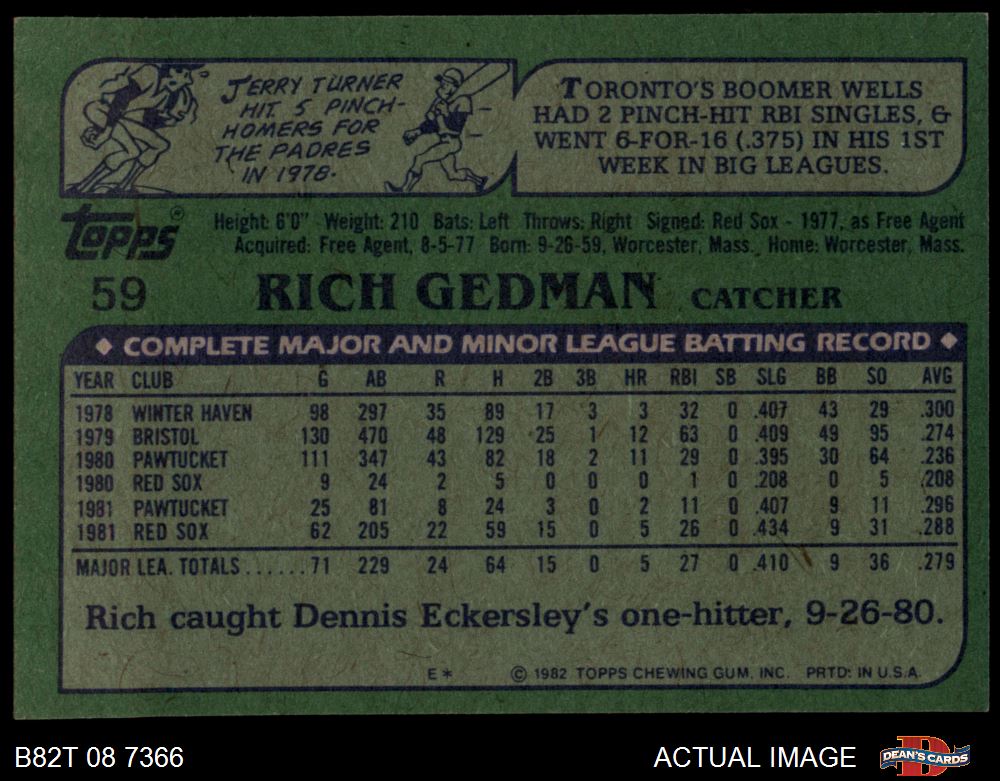 JERRY TURNER
HIT 5 PINCH-
HOMERS FOR
THE PADRES
IN 1978.
TORONTO'S BOOMER WELLS
HAD 2 PINCH-HIT RBI SINGLES, &
WENT 6-FOR-16 (.375) IN HIS 1ST
WEEK IN BIG LEAGUES.
topps®
Height: 6'0" Weight: 210 Bats: Left Throws: Right Signed: Red Sox - 1977, as Free Agent
Acquired: Free Agent, 8-5-77 Born: 9-26-59, Worcester, Mass. Home: Worcester, Mass.
59 RICH GEDMAN CATCHER
◆ COMPLETE MAJOR AND MINOR LEAGUE BATTING RECORD ◆
YEAR CLUB G AB R H 2B 3B HR RBI SB SLG BB SO AVG
1978 WINTER HAVEN 98 297 35 89 17 3 3 32 0 .407 43 29 .300
1979 BRISTOL 130 470 48 129 25 1 12 63 0 .409 49 95 .274
1980 PAWTUCKET 111 347 43 82 18 2 11 29 0 .395 30 64 .236
1980 RED SOX 9 24 2 5 0 0 0 1 0 .208 0 5 .208
1981 PAWTUCKET 25 81 8 24 3 0 2 11 0 .407 9 11 .296
1981 RED SOX 62 205 22 59 15 0 5 26 0 .434 9 31 .288
MAJOR LEA. TOTALS......71 229 24 64 15 0 5 27 0 .410 9 36 .279
Rich caught Dennis Eckersley's one-hitter, 9-26-80.
E* © 1982 TOPPS CHEWING GUM, INC. PRTD: IN U.S.A.
B82T 08 7366 ACTUAL IMAGE DEAN'S CARDS